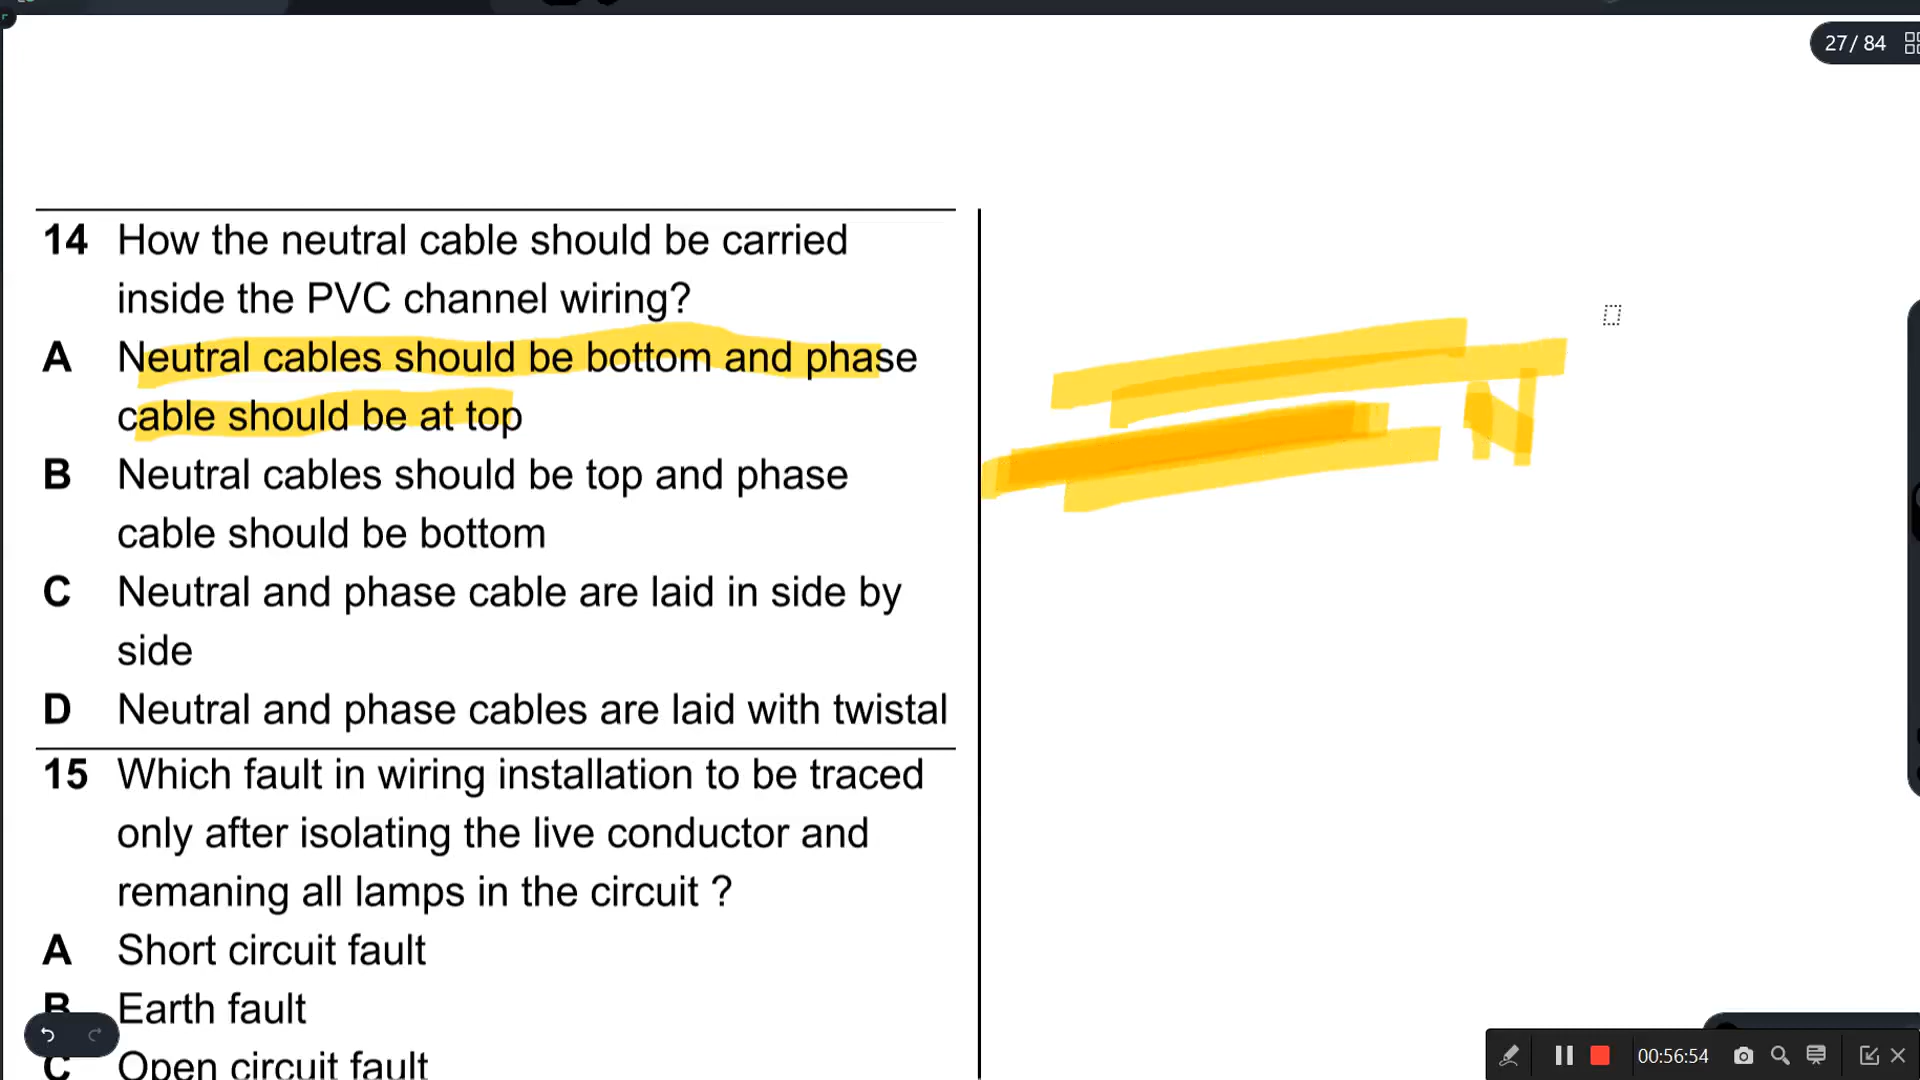 27/ 84
14 How the neutral cable should be carried
inside the PVC channel wiring?
A Neutral cables should be bottom and phase
cable should be at top
N
B Neutral cables should be top and phase
cable should be bottom
C Neutral and phase cable are laid in side by
side
D Neutral and phase cables are laid with twistal
15 Which fault in wiring installation to be traced
only after isolating the live conductor and
remaning all lamps in the circuit ?
A Short circuit fault
B Earth fault
C Open circuit fault
00:56:54